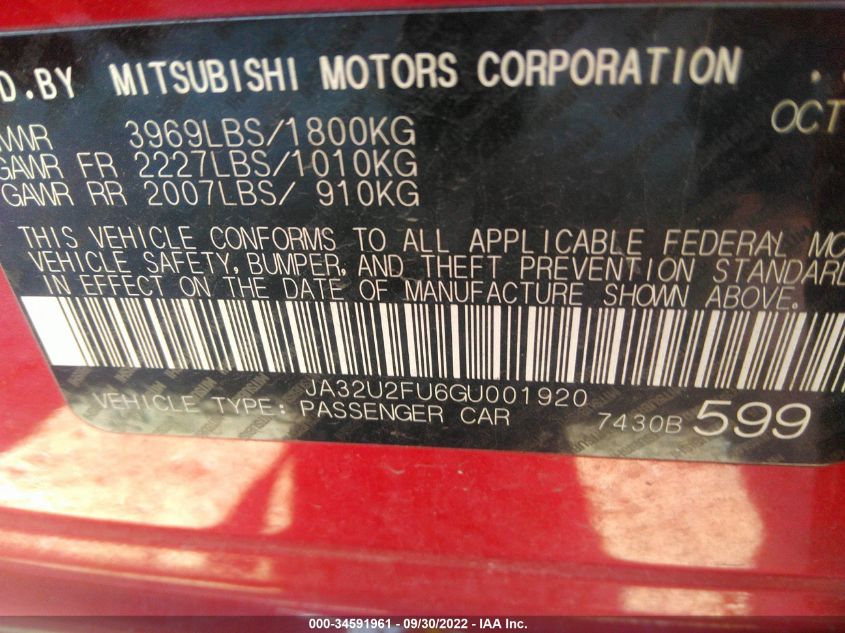 D.BY MITSUBISHI MOTORS CORPORATION
OCT
3969LBS/1800KG
GAWR FR 2227LBS/1010KG
GAWR RR 2007LBS/ 910KG
THIS VEHICLE CONFORMS TO ALL APPLICABLE FEDERAL MO
VEHICLE SAFETY, BUMPER, AND THEFT PREVENTION STANDARD
IN EFFECT ON THE DATE OF MANUFACTURE SHOWN ABOVE.
JA32U2FU6GU001920
VEHICLE TYPE: PASSENGER CAR 7430B 599
000-34591961 - 09/30/2022 - IAA Inc.